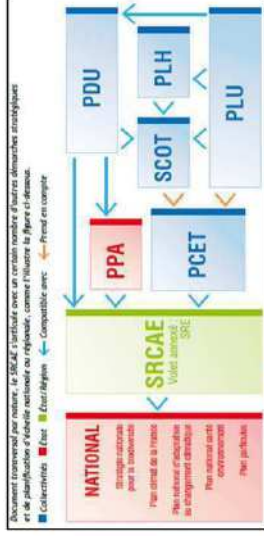 Document transversal par nature, le SRCAE s'articule avec un certain nombre d'autres démarches stratégiques
et de planification d'échelle nationale ou régionale, comme l'illustre la figure ci-dessous.
Collectivités
État
État/Région
Compatible avec
Prend en compte
NATIONAL
Stratégie nationale
pour la biodiversité
Plan climat de la France
Plan national d'adaptation
au changement climatique
Plan national santé
environnement
Plan particules
SRCAE
Volet annexé :
SRE
PPA
PCET
PDU
SCOT
PLH
PLU